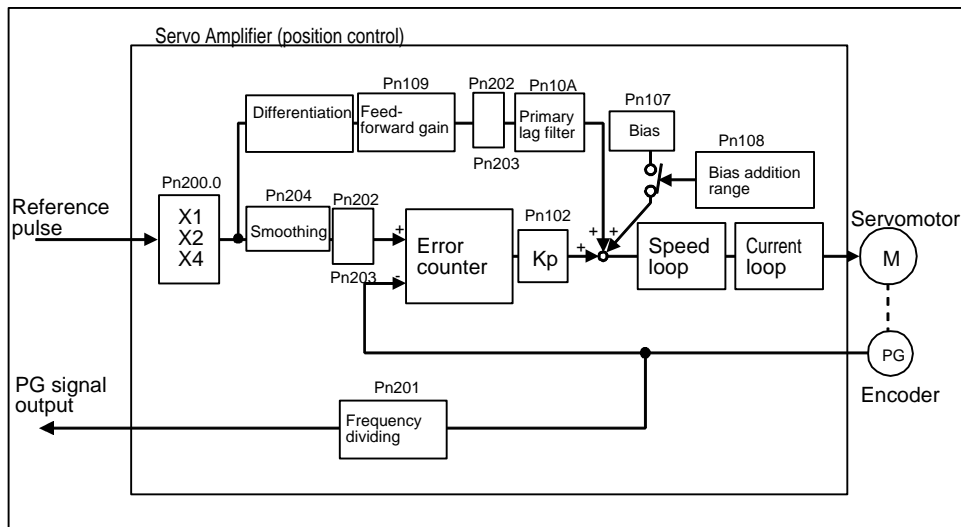 Servo Amplifier (position control)
Pn109
Pn202
Pn10A
Pn107
Differentiation
Feed-
forward gain
Primary
lag filter
Bias
Pn108
Pn203
Bias addition
range
Pn200.0
Pn204
Pn202
Pn102
Reference
pulse
X1
X2
X4
Smoothing
+
Error
counter
Kp
+
+
+
Speed
loop
Current
loop
Servomotor
M
Pn203
-
PG
Encoder
PG signal
output
Pn201
Frequency
dividing